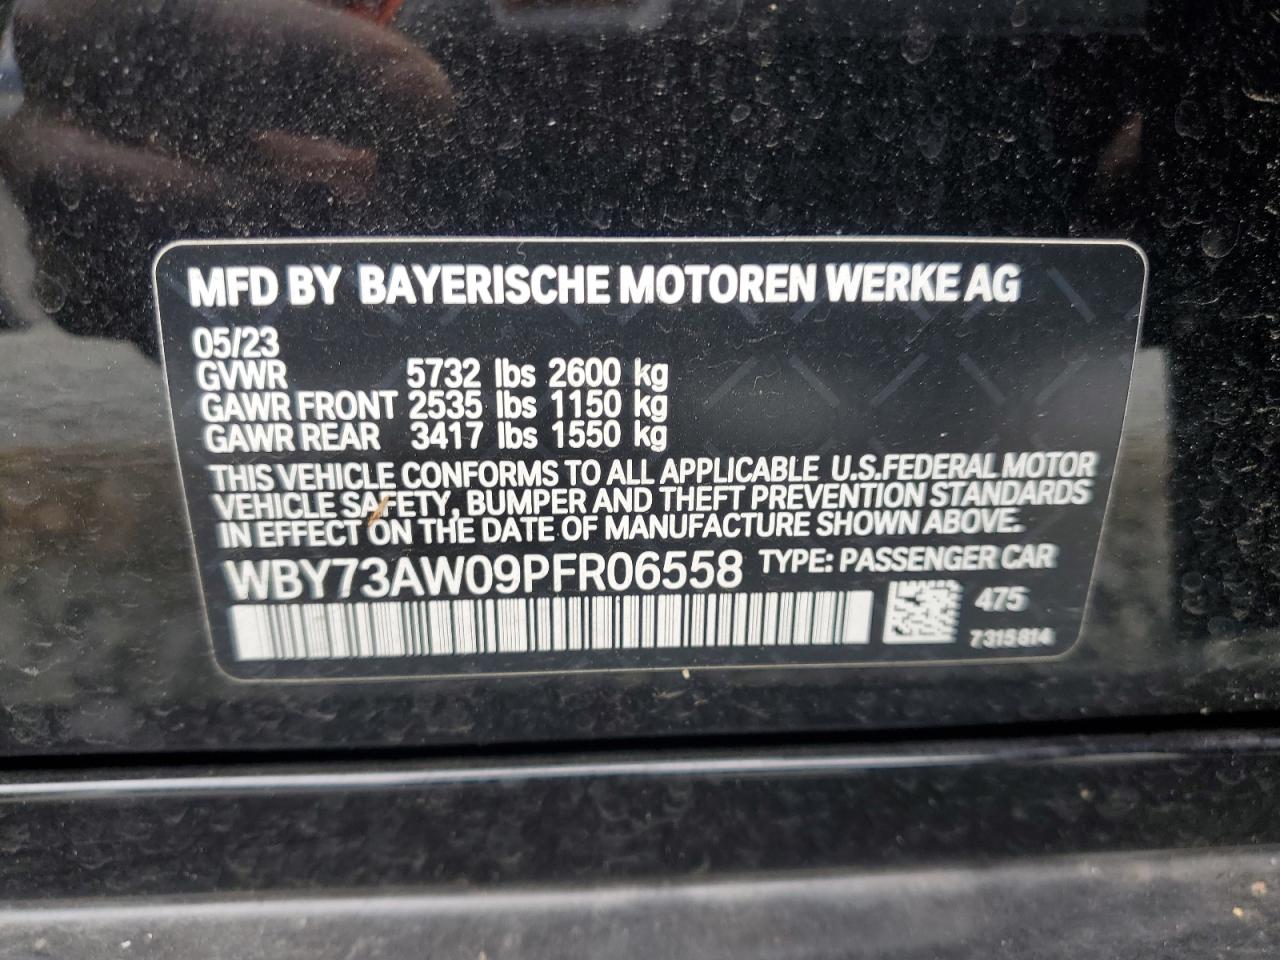 MFD BY BAYERISCHE MOTOREN WERKE AG
05/23
GVWR 5732 lbs 2600 kg
GAWR FRONT 2535 lbs 1150 kg
GAWR REAR 3417 lbs 1550 kg
THIS VEHICLE CONFORMS TO ALL APPLICABLE U.S.FEDERAL MOTOR
VEHICLE SAFETY, BUMPER AND THEFT PREVENTION STANDARDS
IN EFFECT ON THE DATE OF MANUFACTURE SHOWN ABOVE.
WBY73AW09PFR06558 TYPE: PASSENGER CAR
475
7315814